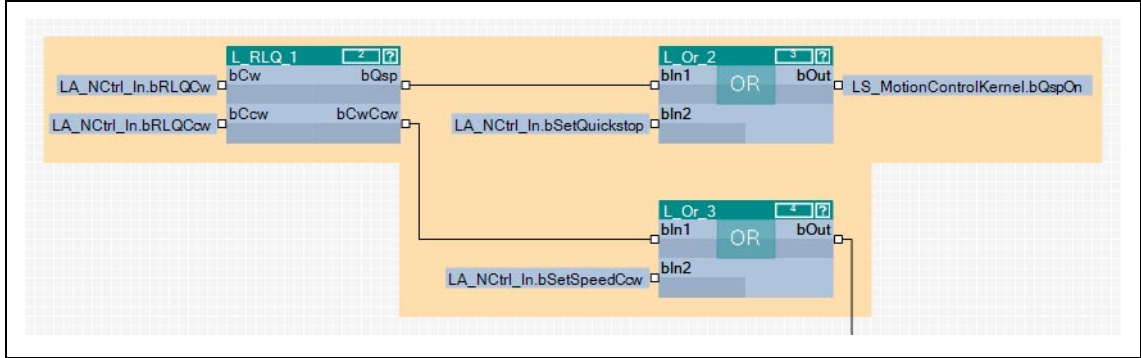 L_RLQ_1 2 ?
bCw bQsp
LA_NCtrl_In.bRLQCw
bCcw bCwCcw
LA_NCtrl_In.bRLQCcw
L_Or_2 3 ?
bIn1 OR bOut
LS_MotionControlKernel.bQspOn
bIn2
LA_NCtrl_In.bSetQuickstop
L_Or_3 4 ?
bIn1 OR bOut
bIn2
LA_NCtrl_In.bSetSpeedCcw